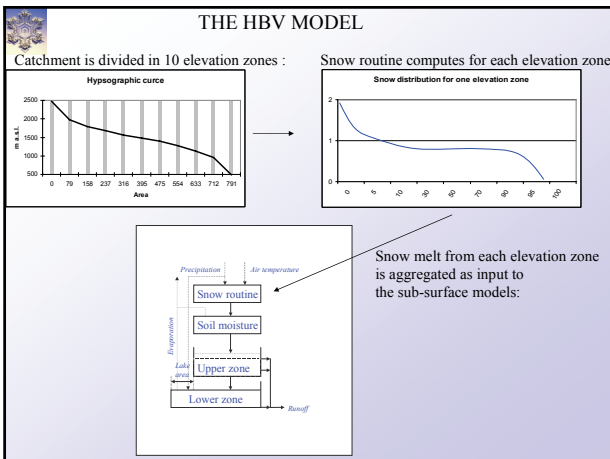 THE HBV MODEL
Catchment is divided in 10 elevation zones :
Hypsographic curce
m a.s.l.
2500
2000
1500
1000
500
0 79 158 237 316 395 475 554 633 712 791
Area
Snow routine computes for each elevation zone
Snow distribution for one elevation zone
2
1
0
0 5 10 30 50 70 90 95 100
Snow melt from each elevation zone
is aggregated as input to
the sub-surface models:
Precipitation Air temperature
Snow routine
Soil moisture
Evaporation
Lake
area
Upper zone
Lower zone
Runoff